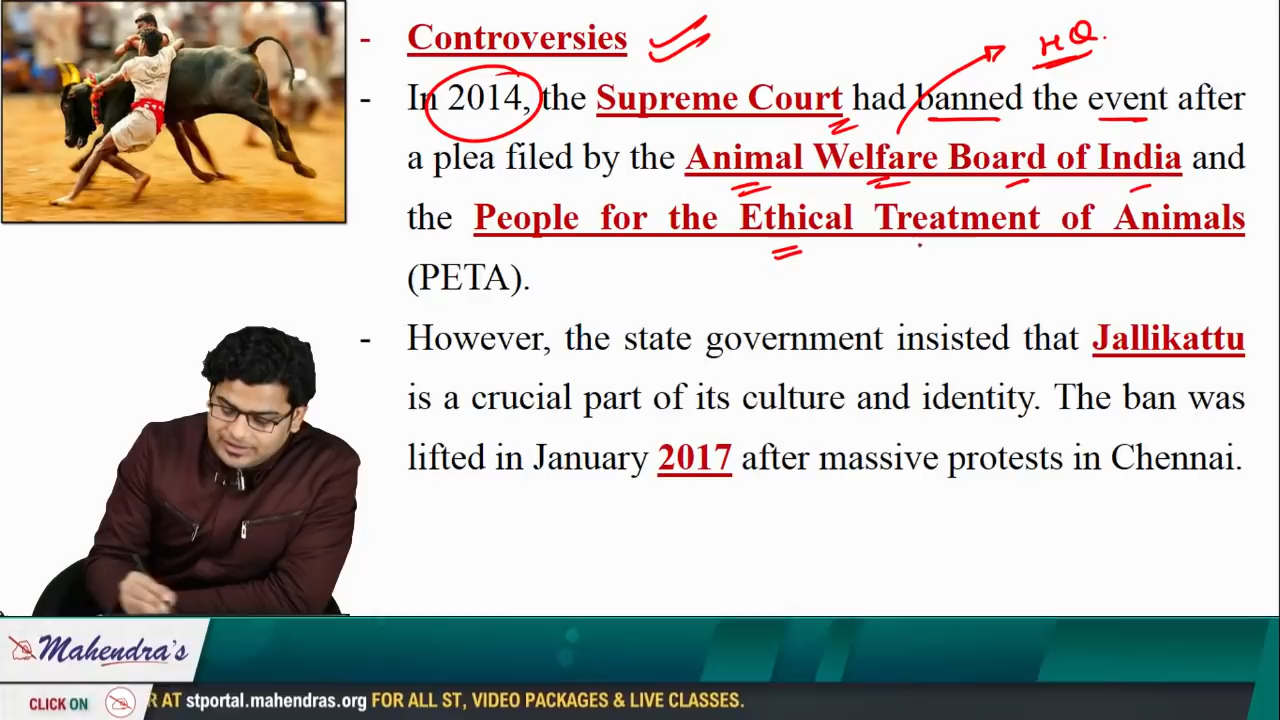 - Controversies
HQ.
- In 2014, the Supreme Court had banned the event after
a plea filed by the Animal Welfare Board of India and
the People for the Ethical Treatment of Animals
(PETA).
- However, the state government insisted that Jallikattu
is a crucial part of its culture and identity. The ban was
lifted in January 2017 after massive protests in Chennai.
Mahendra's
CLICK ON
R AT stportal.mahendras.org FOR ALL ST, VIDEO PACKAGES & LIVE CLASSES.